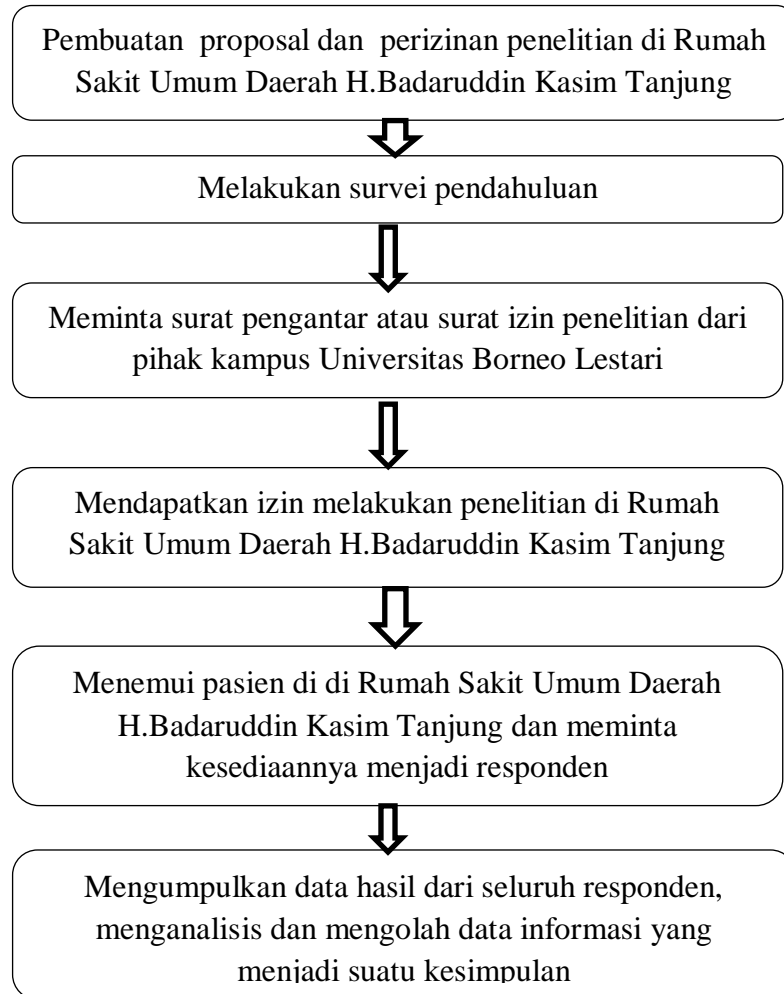 Pembuatan proposal dan perizinan penelitian di Rumah
Sakit Umum Daerah H.Badaruddin Kasim Tanjung
Melakukan survei pendahuluan
Meminta surat pengantar atau surat izin penelitian dari
pihak kampus Universitas Borneo Lestari
Mendapatkan izin melakukan penelitian di Rumah
Sakit Umum Daerah H.Badaruddin Kasim Tanjung
Menemui pasien di di Rumah Sakit Umum Daerah
H.Badaruddin Kasim Tanjung dan meminta
kesediaannya menjadi responden
Mengumpulkan data hasil dari seluruh responden,
menganalisis dan mengolah data informasi yang
menjadi suatu kesimpulan